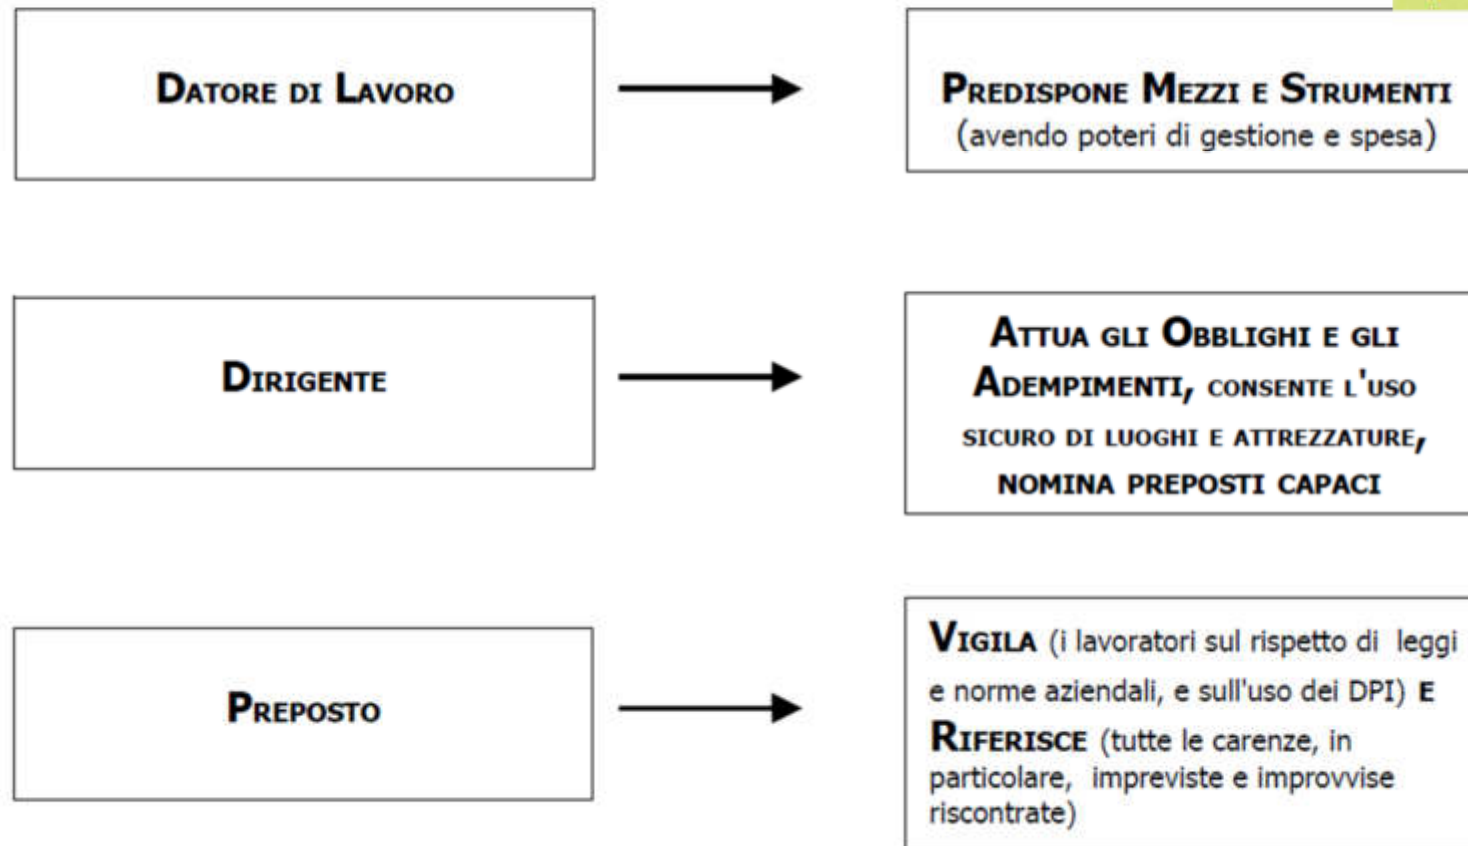 DATORE DI LAVORO
PREDISPONE MEZZI E STRUMENTI
(avendo poteri di gestione e spesa)
DIRIGENTE
ATTUA GLI OBBLIGHI E GLI
ADEMPIMENTI, CONSENTE L'USO
SICURO DI LUOGHI E ATTREZZATURE,
NOMINA PREPOSTI CAPACI
PREPOSTO
VIGILA (i lavoratori sul rispetto di leggi
e norme aziendali, e sull'uso dei DPI) E
RIFERISCE (tutte le carenze, in
particolare, impreviste e improvvise
riscontrate)